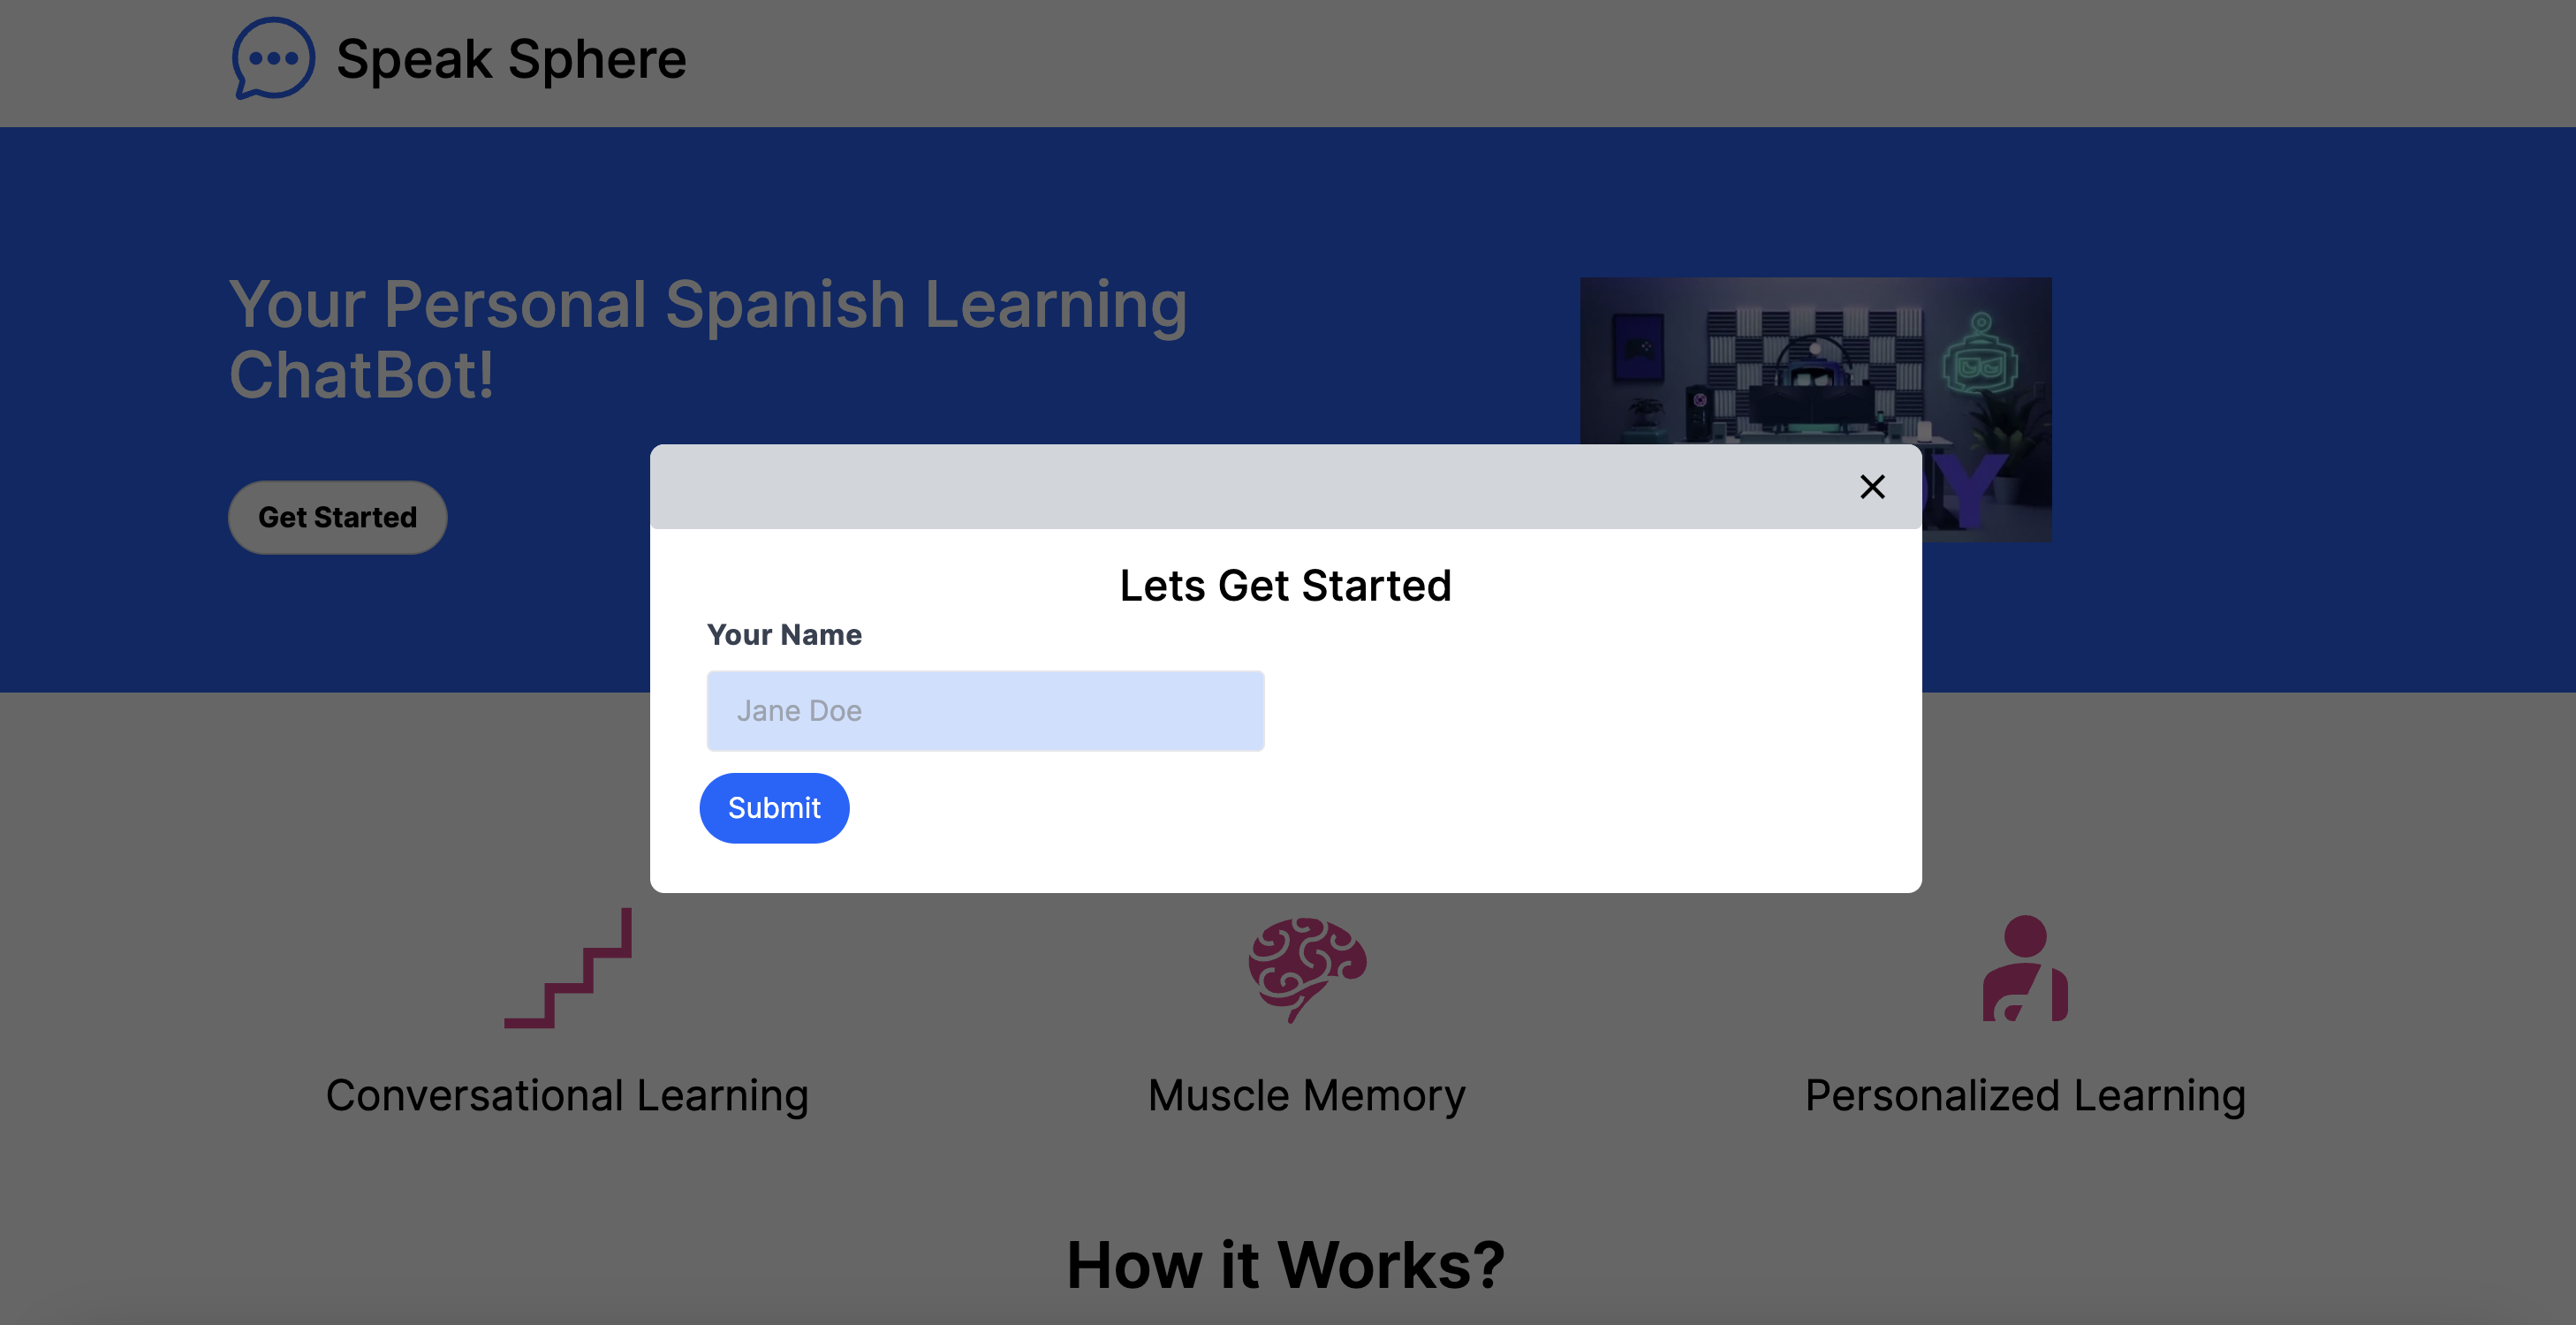 Speak Sphere
Your Personal Spanish Learning
ChatBot!
Get Started
Y
Lets Get Started
Your Name
Jane Doe
Submit
Conversational Learning
Muscle Memory
Personalized Learning
How it Works?